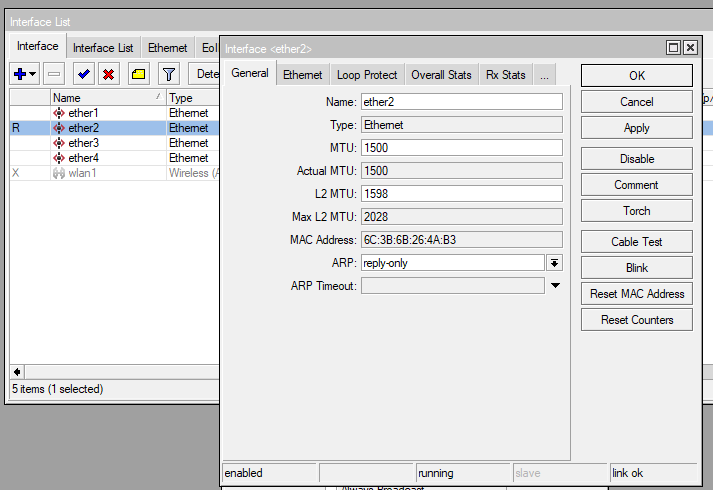 Interface List
Interface
Interface List
Ethernet
EoI
Dete
Name
Type
ether1
Ethernet
R
ether2
Ethernet
ether3
Ethernet
ether4
Ethernet
X
wlan1
Wireless (A
5 items (1 selected)
Interface <ether2>
General
Ethernet
Loop Protect
Overall Stats
Rx Stats
...
Name: ether2
Type: Ethernet
MTU: 1500
Actual MTU: 1500
L2 MTU: 1598
Max L2 MTU: 2028
MAC Address: 6C:3B:6B:26:4A:B3
ARP: reply-only
ARP Timeout:
OK
Cancel
Apply
Disable
Comment
Torch
Cable Test
Blink
Reset MAC Address
Reset Counters
enabled
running
slave
link ok